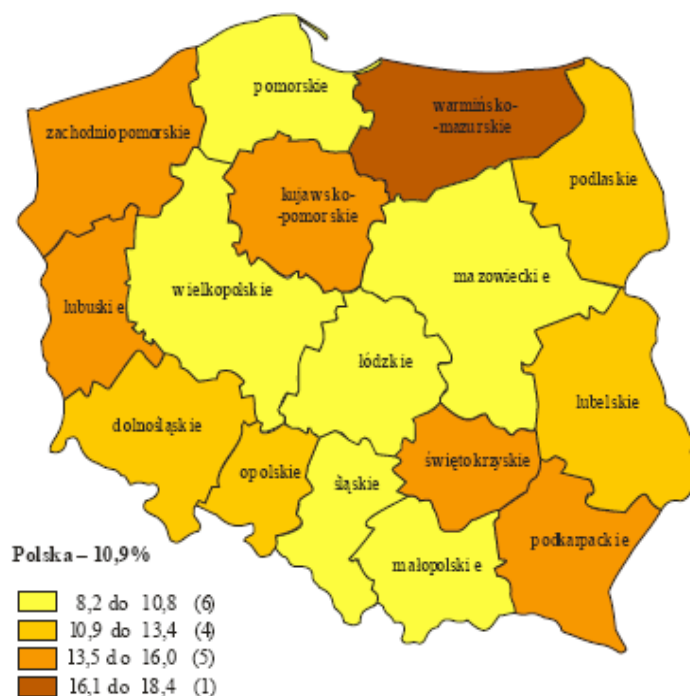 pomorskie
warmińsko-
-mazurskie
zachodniopomorskie
podlaskie
kujawsko-
-pomorskie
mazowieckie
wielkopolskie
lubuskie
łódzkie
lubelskie
dolnośląskie
opolskie
śląskie
świętokrzyskie
podkarpackie
małopolskie
Polska – 10,9%
8,2 do 10,8 (6)
10,9 do 13,4 (4)
13,5 do 16,0 (5)
16,1 do 18,4 (1)